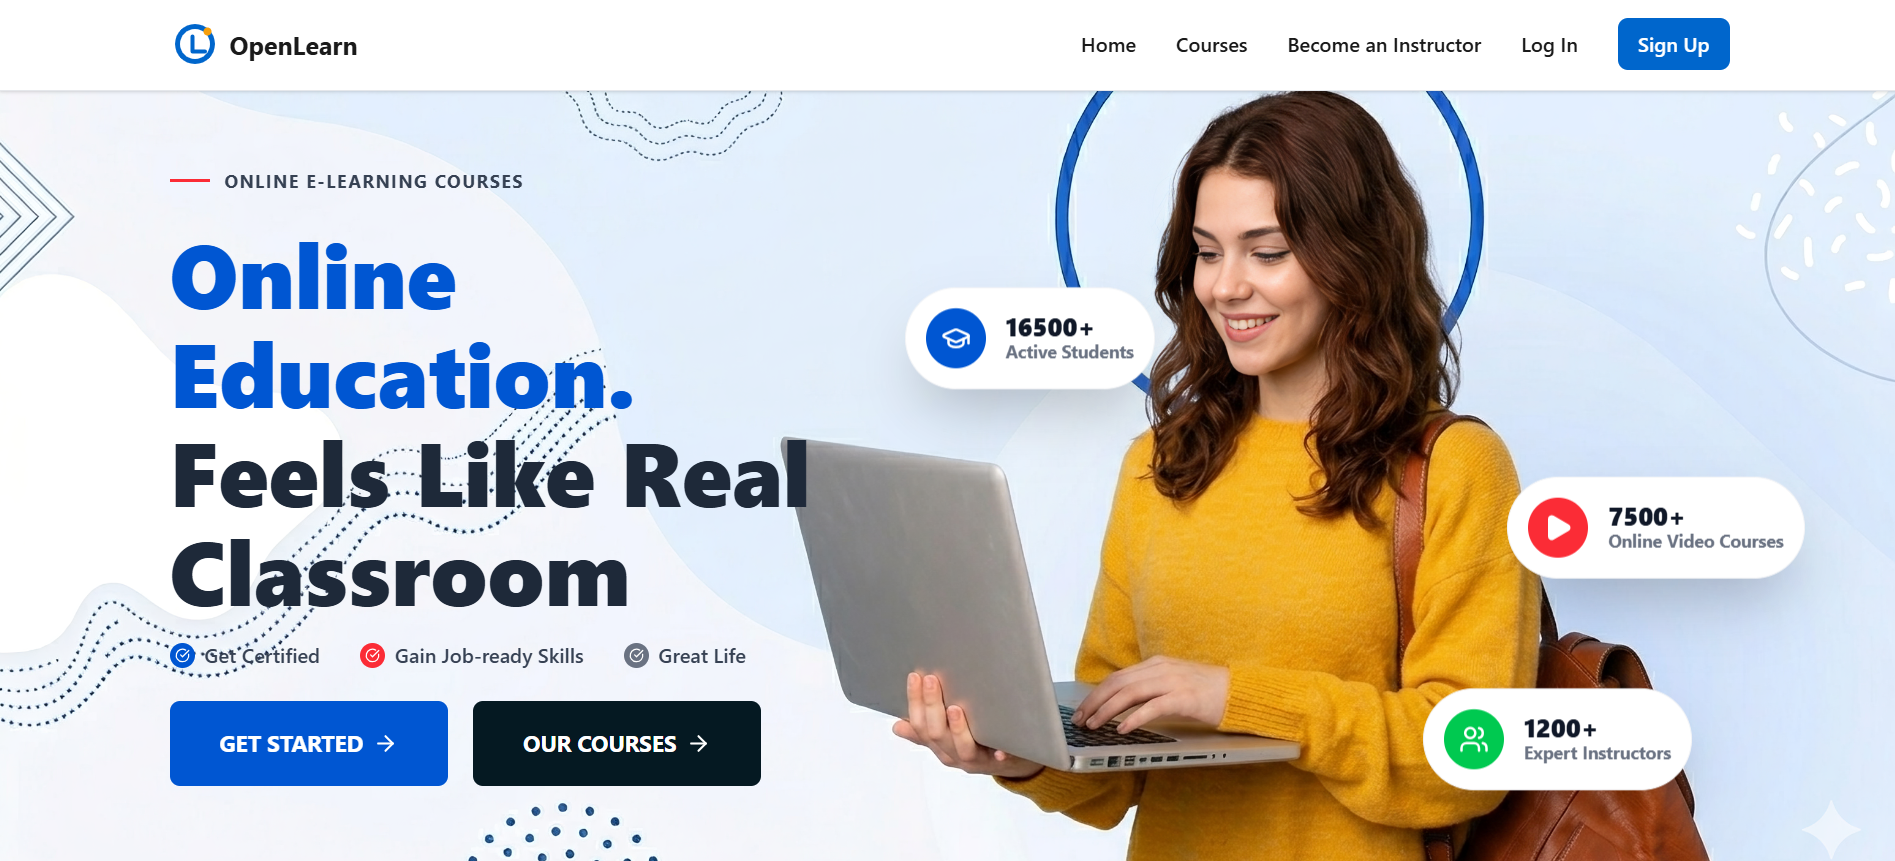 OpenLearn
Home
Courses
Become an Instructor
Log In
Sign Up
ONLINE E-LEARNING COURSES
Online
Education.
Feels Like Real
Classroom
Get Certified
Gain Job-ready Skills
Great Life
GET STARTED
OUR COURSES
16500+
Active Students
7500+
Online Video Courses
1200+
Expert Instructors